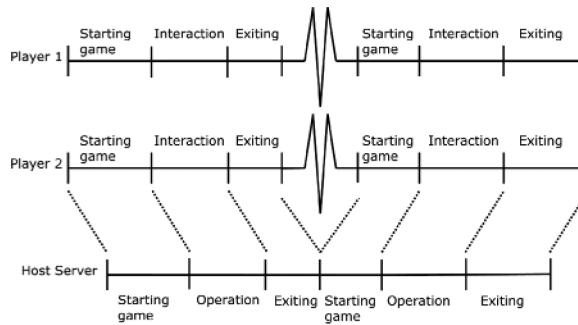 Starting Interaction Exiting Starting Interaction Exiting
game game
Player 1
Starting Interaction Exiting Starting Interaction Exiting
game game
Player 2
Host Server
Starting Operation Exiting Starting Operation Exiting
game game